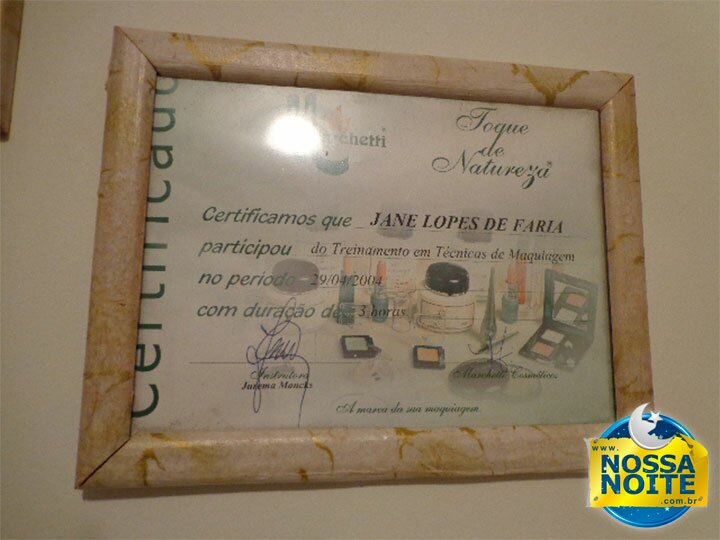 Certificado
Marchetti
Toque
de
Natureza
Certificamos que JANE LOPES DE FARIA
participou do Treinamento em Técnicas de Maquiagem
no periodo 29/04/2004
com duração de 3 horas
Instrutora
Jurema Moncks
Marchetti Cosméticos
A marca da sua maquiagem
www.
NOSSA
NOITE
.com.br